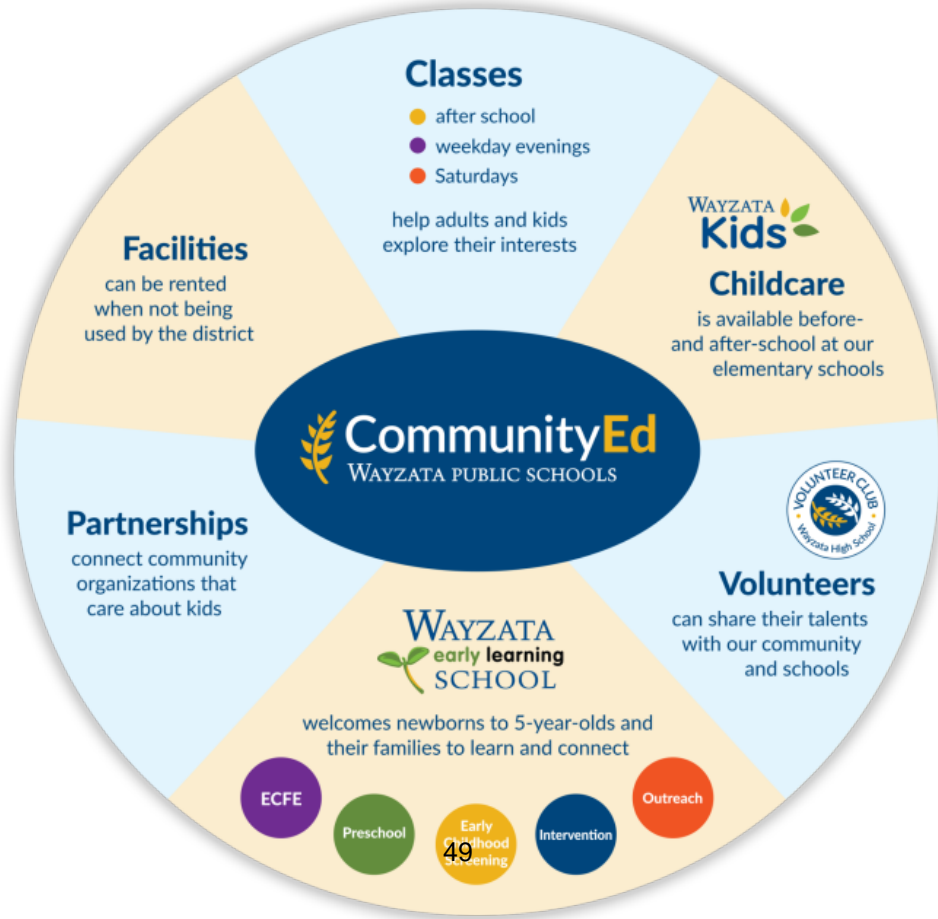 Classes
after school
weekday evenings
Saturdays
help adults and kids
explore their interests
WAYZATA
Kids
Childcare
is available before-
and after-school at our
elementary schools
VOLUNTEER CLUB
Wayzata High School
Volunteers
can share their talents
with our community
and schools
WAYZATA
early learning
SCHOOL
welcomes newborns to 5-year-olds and
their families to learn and connect
ECFE
Preschool
Early
Childhood
Screening
49
Intervention
Outreach
Partnerships
connect community
organizations that
care about kids
Facilities
can be rented
when not being
used by the district
CommunityEd
WAYZATA PUBLIC SCHOOLS